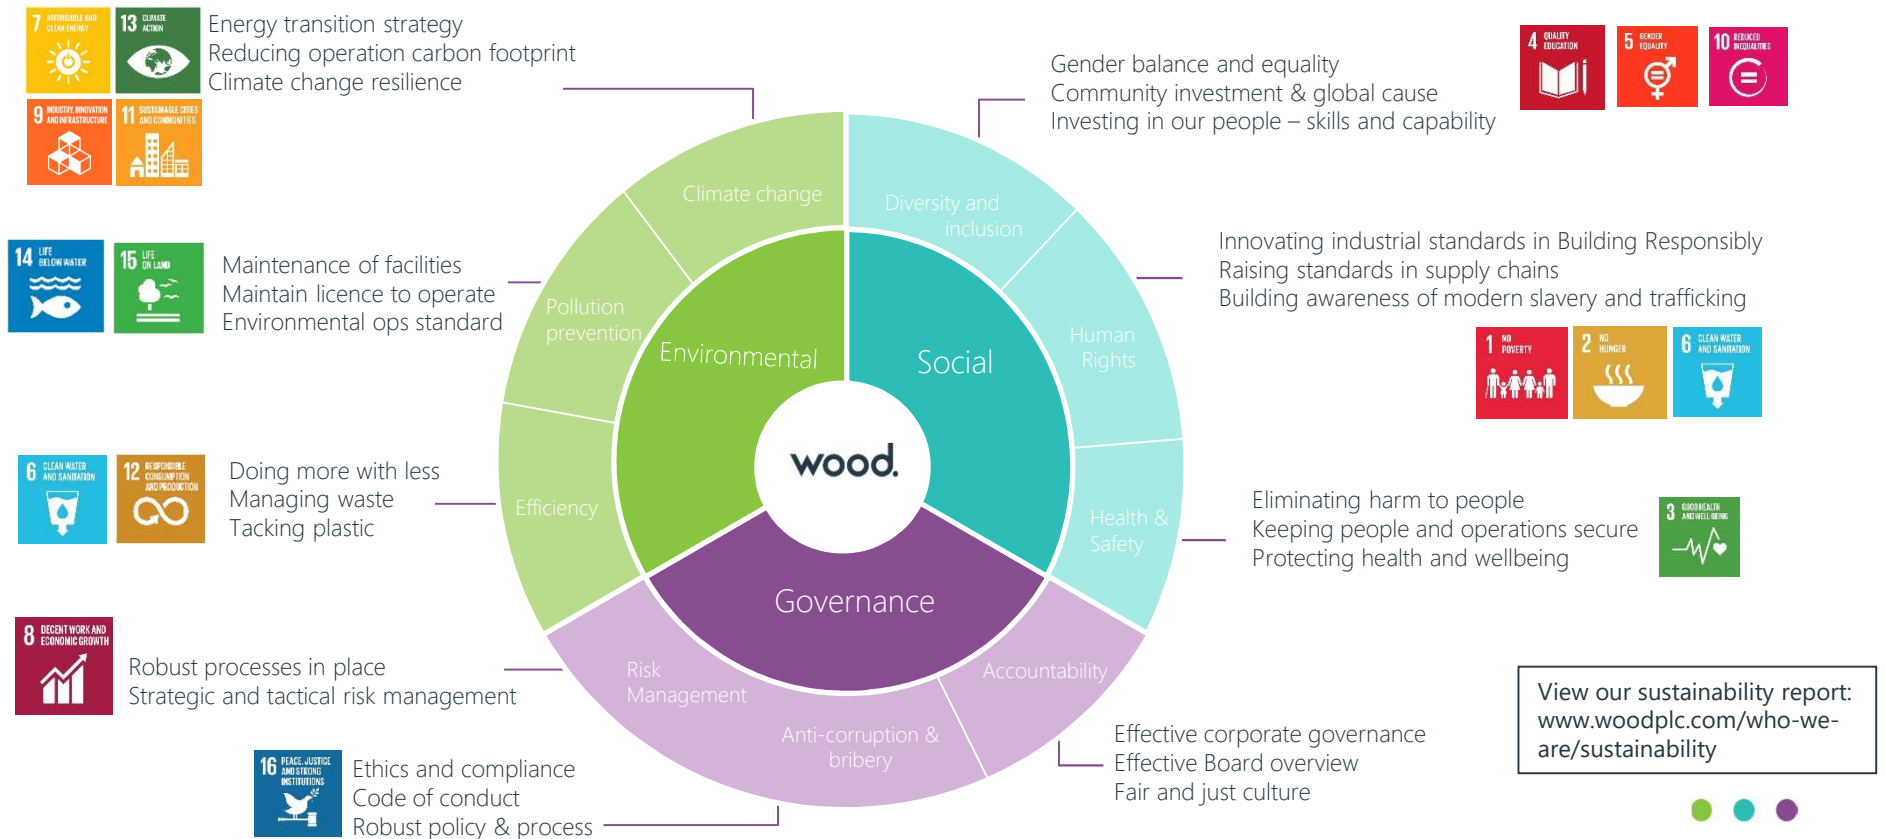 7 AFFORDABLE AND
CLEAN ENERGY
13 CLIMATE
ACTION
9 INDUSTRY, INNOVATION
AND INFRASTRUCTURE
11 SUSTAINABLE CITIES
AND COMMUNITIES
Energy transition strategy
Reducing operation carbon footprint
Climate change resilience
Gender balance and equality
Community investment & global cause
Investing in our people – skills and capability
4 QUALITY
EDUCATION
5 GENDER
EQUALITY
10 REDUCED
INEQUALITIES
14 LIFE
BELOW WATER
15 LIFE
ON LAND
Maintenance of facilities
Maintain licence to operate
Environmental ops standard
Innovating industrial standards in Building Responsibly
Raising standards in supply chains
Building awareness of modern slavery and trafficking
1 NO
POVERTY
2 NO
HUNGER
6 CLEAN WATER
AND SANITATION
Climate change
Diversity and
inclusion
Pollution
prevention
Human
Rights
Environmental
Social
wood.
Efficiency
Health &
Safety
Governance
Risk
Management
Accountability
Anti-corruption &
bribery
6 CLEAN WATER
AND SANITATION
12 RESPONSIBLE
CONSUMPTION
AND PRODUCTION
Doing more with less
Managing waste
Tacking plastic
Eliminating harm to people
Keeping people and operations secure
Protecting health and wellbeing
3 GOOD HEALTH
AND WELL-BEING
8 DECENT WORK AND
ECONOMIC GROWTH
Robust processes in place
Strategic and tactical risk management
16 PEACE, JUSTICE
AND STRONG
INSTITUTIONS
Ethics and compliance
Code of conduct
Robust policy & process
Effective corporate governance
Effective Board overview
Fair and just culture
View our sustainability report:
www.woodplc.com/who-we-
are/sustainability